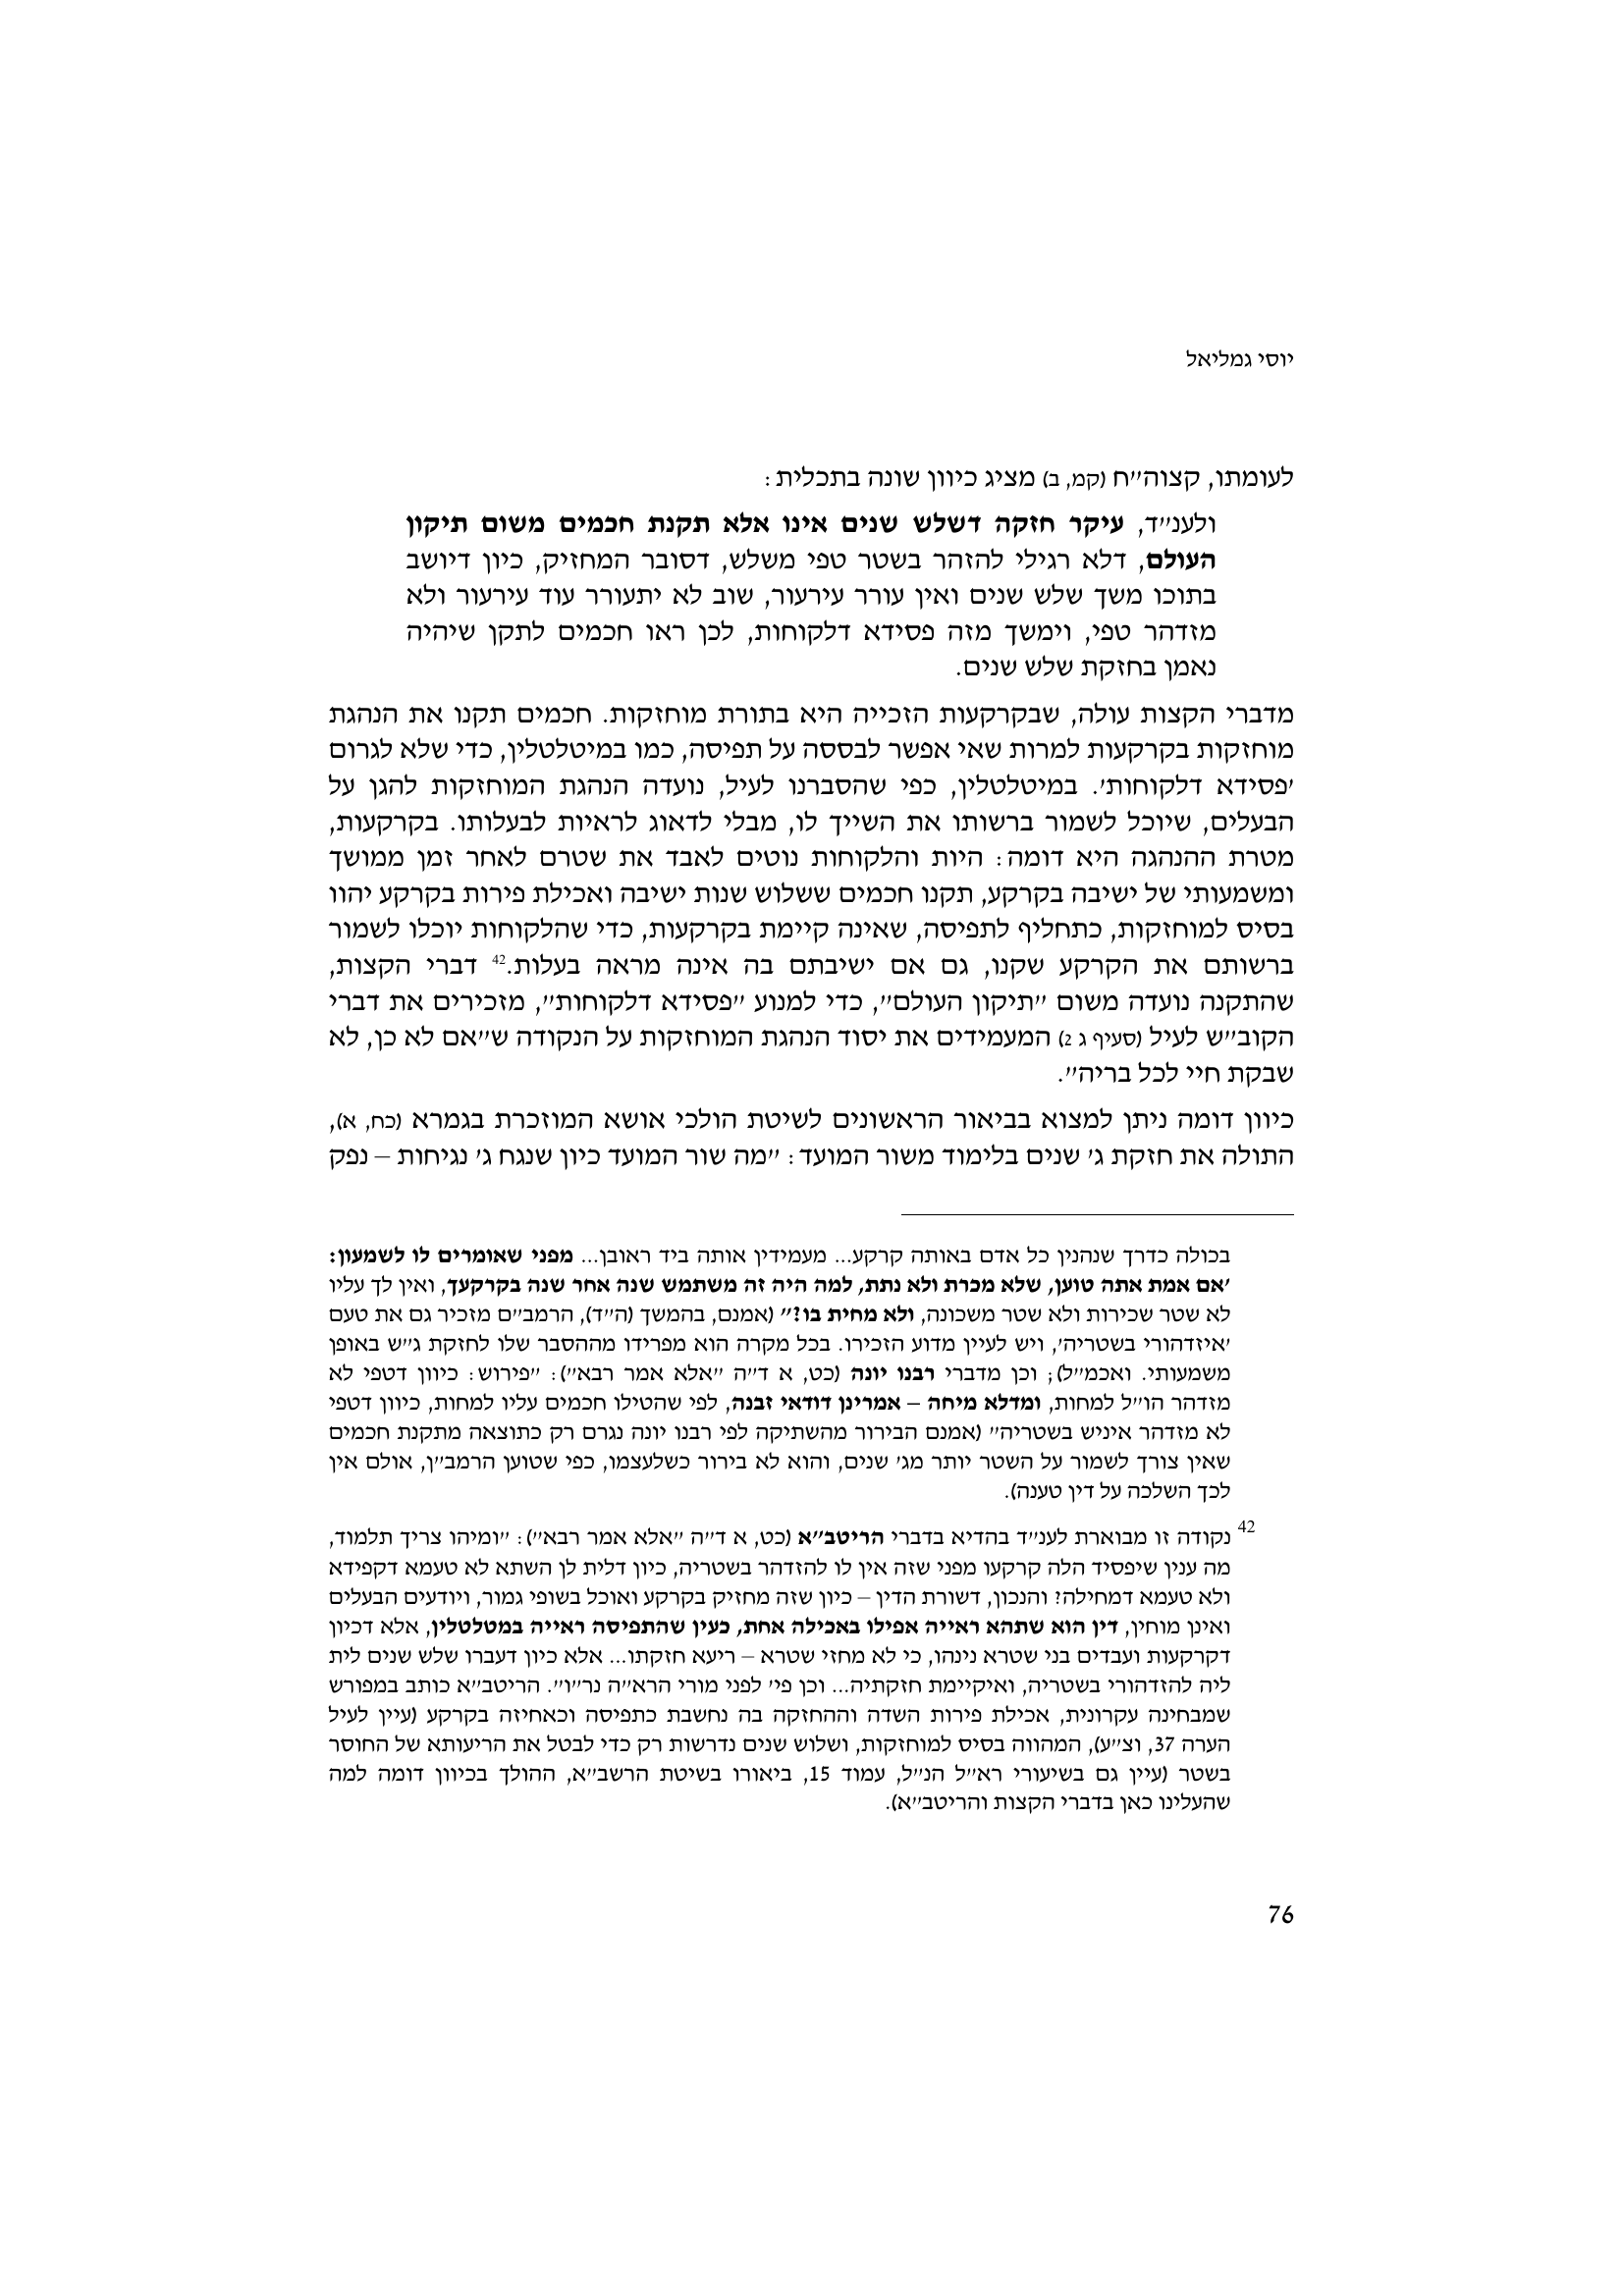 יוסי גמליאל
לעומתו, קצוה״ח (קמ, ב) מציג כיוון שונה בתכלית:
ולענ״ד, עיקר חזקה דשלש שנים אינו אלא תקנת חכמים משום תיקון
העולם, דלא רגילי להזהר בשטר טפי משלש, דסובר המחזיק, כיון דיושב
בתוכו משך שלש שנים ואין עורר עירעור, שוב לא יתעורר עוד עירעור ולא
מזדהר טפי, וימשך מזה פסידא דלקוחות, לכן ראו חכמים לתקן שיהיה
נאמן בחזקת שלש שנים.
מדברי הקצות עולה, שבקרקעות הזכייה היא בתורת מוחזקות. חכמים תקנו את הנהגת
מוחזקות בקרקעות למרות שאי אפשר לבססה על תפיסה, כמו במיטלטלין, כדי שלא לגרום
׳פסידא דלקוחות׳. במיטלטלין, כפי שהסברנו לעיל, נועדה הנהגת המוחזקות להגן על
הבעלים, שיוכל לשמור ברשותו את השייך לו, מבלי לדאוג לראיות לבעלותו. בקרקעות,
מטרת ההנהגה היא דומה: היות והלקוחות נוטים לאבד את שטרם לאחר זמן ממושך
ומשמעותי של ישיבה בקרקע, תקנו חכמים ששלוש שנות ישיבה ואכילת פירות בקרקע יהוו
בסיס למוחזקות, כתחליף לתפיסה, שאינה קיימת בקרקעות, כדי שהלקוחות יוכלו לשמור
ברשותם את הקרקע שקנו, גם אם ישיבתם בה אינה מראה בעלות.42 דברי הקצות,
שהתקנה נועדה משום ״תיקון העולם״, כדי למנוע ״פסידא דלקוחות״, מזכירים את דברי
הקוב״ש לעיל (סעיף ג 2) המעמידים את יסוד הנהגת המוחזקות על הנקודה ש״אם לא כן, לא
שבקת חיי לכל בריה״.
כיוון דומה ניתן למצוא בביאור הראשונים לשיטת הולכי אושא המוזכרת בגמרא (כח, א),
התולה את חזקת ג׳ שנים בלימוד משור המועד: ״מה שור המועד כיון שנגח ג׳ נגיחות – נפק
בכולה כדרך שנהנין כל אדם באותה קרקע... מעמידין אותה ביד ראובן... מפני שאומרים לו לשמעון:
׳אם אמת אתה טוען, שלא מכרת ולא נתת, למה היה זה משתמש שנה אחר שנה בקרקעך, ואין לך עליו
לא שטר שכירות ולא שטר משכונה, ולא מחית בו?״ (אמנם, בהמשך (ה״ד), הרמב״ם מזכיר גם את טעם
׳איזדהורי בשטריה׳, ויש לעיין מדוע הזכירו. בכל מקרה הוא מפרידו מההסבר שלו לחזקת ג״ש באופן
משמעותי. ואכמ״ל); וכן מדברי רבנו יונה (כט, א ד״ה ״אלא אמר רבא״): ״פירוש: כיוון דטפי לא
מזדהר הו״ל למחות, ומדלא מיחה – אמרינן דודאי זבנה, לפי שהטילו חכמים עליו למחות, כיוון דטפי
לא מזדהר איניש בשטריה״ (אמנם הבירור מהשתיקה לפי רבנו יונה נגרם רק כתוצאה מתקנת חכמים
שאין צורך לשמור על השטר יותר מג׳ שנים, והוא לא בירור כשלעצמו, כפי שטוען הרמב״ן, אולם אין
לכך השלכה על דין טענה).
42 נקודה זו מבוארת לענ״ד בהדיא בדברי הריטב״א (כט, א ד״ה ״אלא אמר רבא״): ״ומיהו צריך תלמוד,
מה ענין שיפסיד הלה קרקעו מפני שזה אין לו להזדהר בשטריה, כיון דלית לן השתא לא טעמא דקפידא
ולא טעמא דמחילה? והנכון, דשורת הדין – כיון שזה מחזיק בקרקע ואוכל בשופי גמור, ויודעים הבעלים
ואינן מוחין, דין הוא שתהא ראייה אפילו באכילה אחת, כעין שהתפיסה ראייה במטלטלין, אלא דכיון
דקרקעות ועבדים בני שטרא נינהו, כי לא מחזי שטרא – ריעא חזקתו... אלא כיון דעברו שלש שנים לית
ליה להזדהורי בשטריה, ואיקיימת חזקתיה... וכן פי׳ לפני מורי הרא״ה נר״ו״. הריטב״א כותב במפורש
שמבחינה עקרונית, אכילת פירות השדה וההחזקה בה נחשבת כתפיסה וכאחיזה בקרקע (עיין לעיל
הערה 37, וצ״ע), המהווה בסיס למוחזקות, ושלוש שנים נדרשות רק כדי לבטל את הריעותא של החוסר
בשטר (עיין גם בשיעורי רא״ל הנ״ל, עמוד 15, ביאורו בשיטת הרשב״א, ההולך בכיוון דומה למה
שהעלינו כאן בדברי הקצות והריטב״א).
76